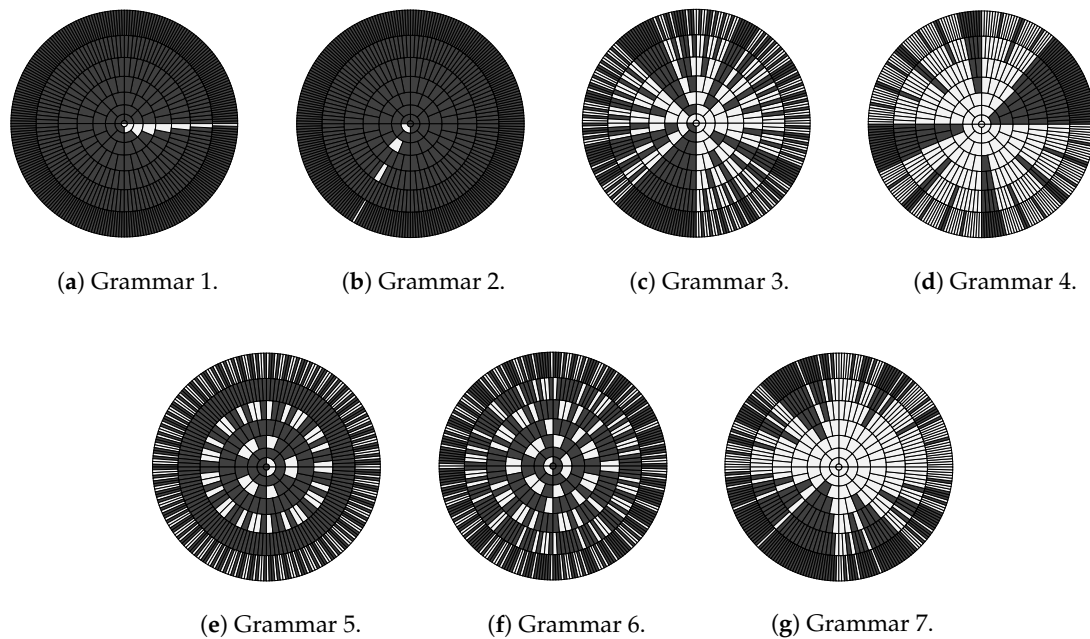 (a) Grammar 1.
(b) Grammar 2.
(c) Grammar 3.
(d) Grammar 4.
(e) Grammar 5.
(f) Grammar 6.
(g) Grammar 7.